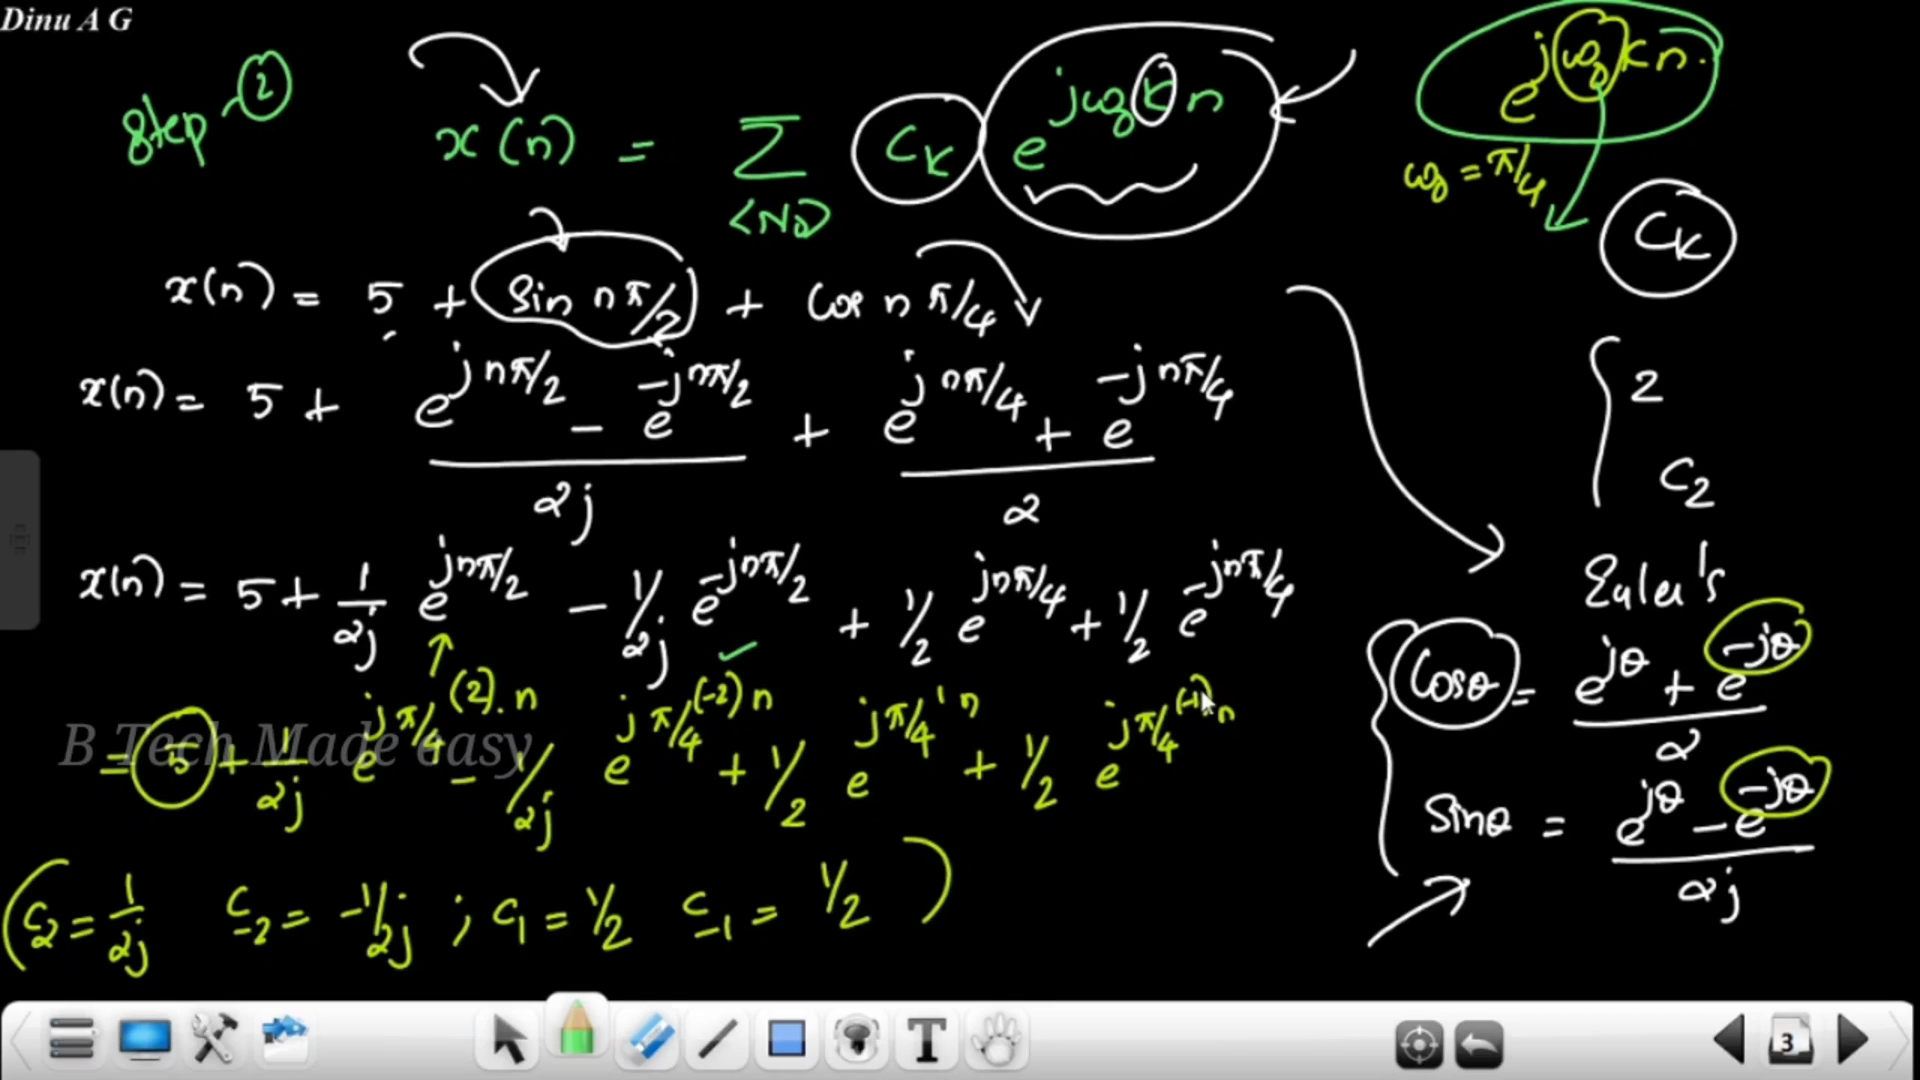 Dinu A G
Step - ②
x(n) = Σ Cₖ e^{jω₀kn}
<N₀>
e^{jω₀kn}.
ω₀ = π/4
Cₖ
x(n) = 5 + Sin nπ/2 + Cos nπ/4
x(n) = 5 + (e^{jnπ/2} - e^{-jnπ/2})/2j + (e^{jnπ/4} + e^{-jnπ/4})/2
2
C₂
x(n) = 5 + 1/2j e^{jnπ/2} - 1/2j e^{-jnπ/2} + 1/2 e^{jnπ/4} + 1/2 e^{-jnπ/4}
Euler's
Cosθ = (e^{jθ} + e^{-jθ})/2
= 5 + 1/2j e^{jπ/4(2).n} - 1/2j e^{jπ/4(-2)n} + 1/2 e^{jπ/4 1 n} + 1/2 e^{jπ/4(-1)n}
B Tech Made easy
Sinθ = (e^{jθ} - e^{-jθ})/2j
(C₂ = 1/2j C₋₂ = -1/2j ; C₁ = 1/2 C₋₁ = 1/2)
T
3